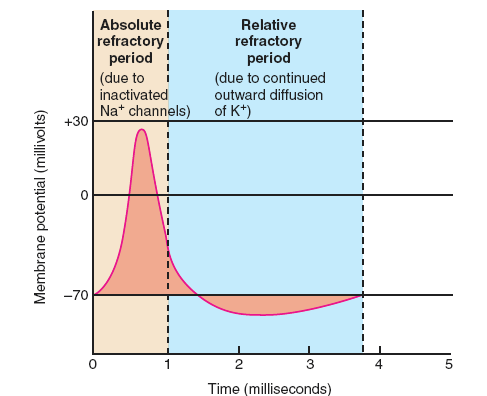 Absolute
refractory
period
(due to
inactivated
Na⁺ channels)
Relative
refractory
period
(due to continued
outward diffusion
of K⁺)
Membrane potential (millivolts)
+30
0
–70
0 1 2 3 4 5
Time (milliseconds)